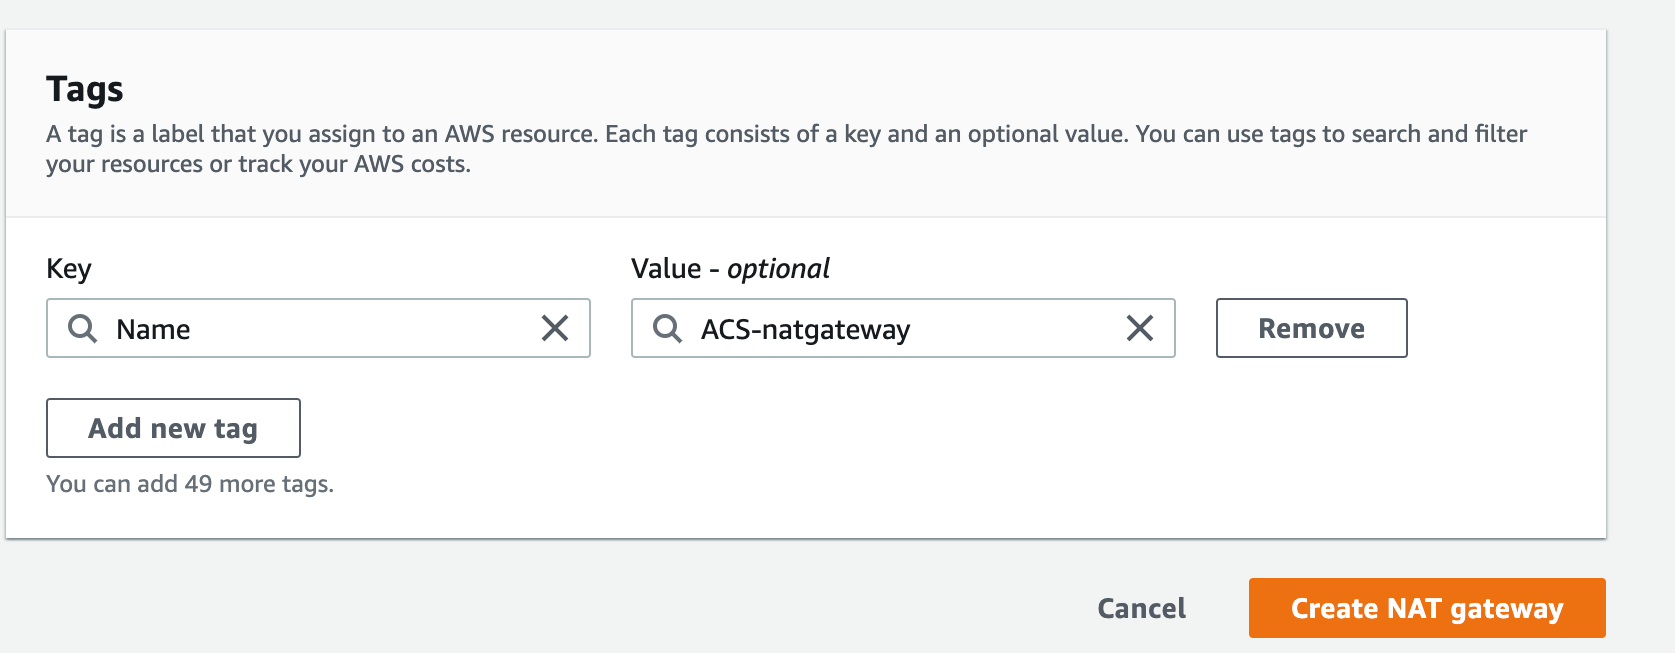 Tags
A tag is a label that you assign to an AWS resource. Each tag consists of a key and an optional value. You can use tags to search and filter
your resources or track your AWS costs.
Key
Value - optional
Name
ACS-natgateway
Remove
Add new tag
You can add 49 more tags.
Cancel
Create NAT gateway